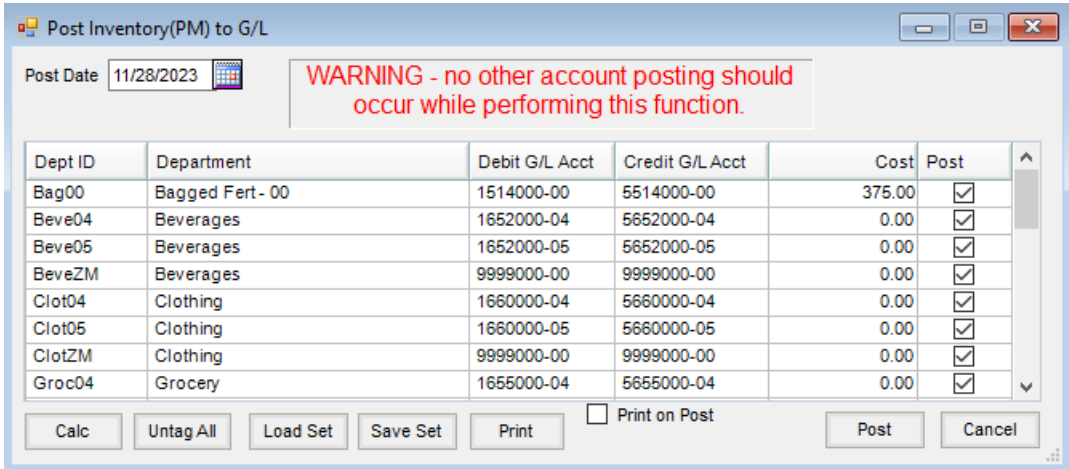 Post Inventory(PM) to G/L
Post Date 11/28/2023
WARNING - no other account posting should
occur while performing this function.
Dept ID Department Debit G/L Acct Credit G/L Acct Cost Post
Bag00 Bagged Fert - 00 1514000-00 5514000-00 375.00
Beve04 Beverages 1652000-04 5652000-04 0.00
Beve05 Beverages 1652000-05 5652000-05 0.00
BeveZM Beverages 9999000-00 9999000-00 0.00
Clot04 Clothing 1660000-04 5660000-04 0.00
Clot05 Clothing 1660000-05 5660000-05 0.00
ClotZM Clothing 9999000-00 9999000-00 0.00
Groc04 Grocery 1655000-04 5655000-04 0.00
Calc Untag All Load Set Save Set Print Print on Post Post Cancel